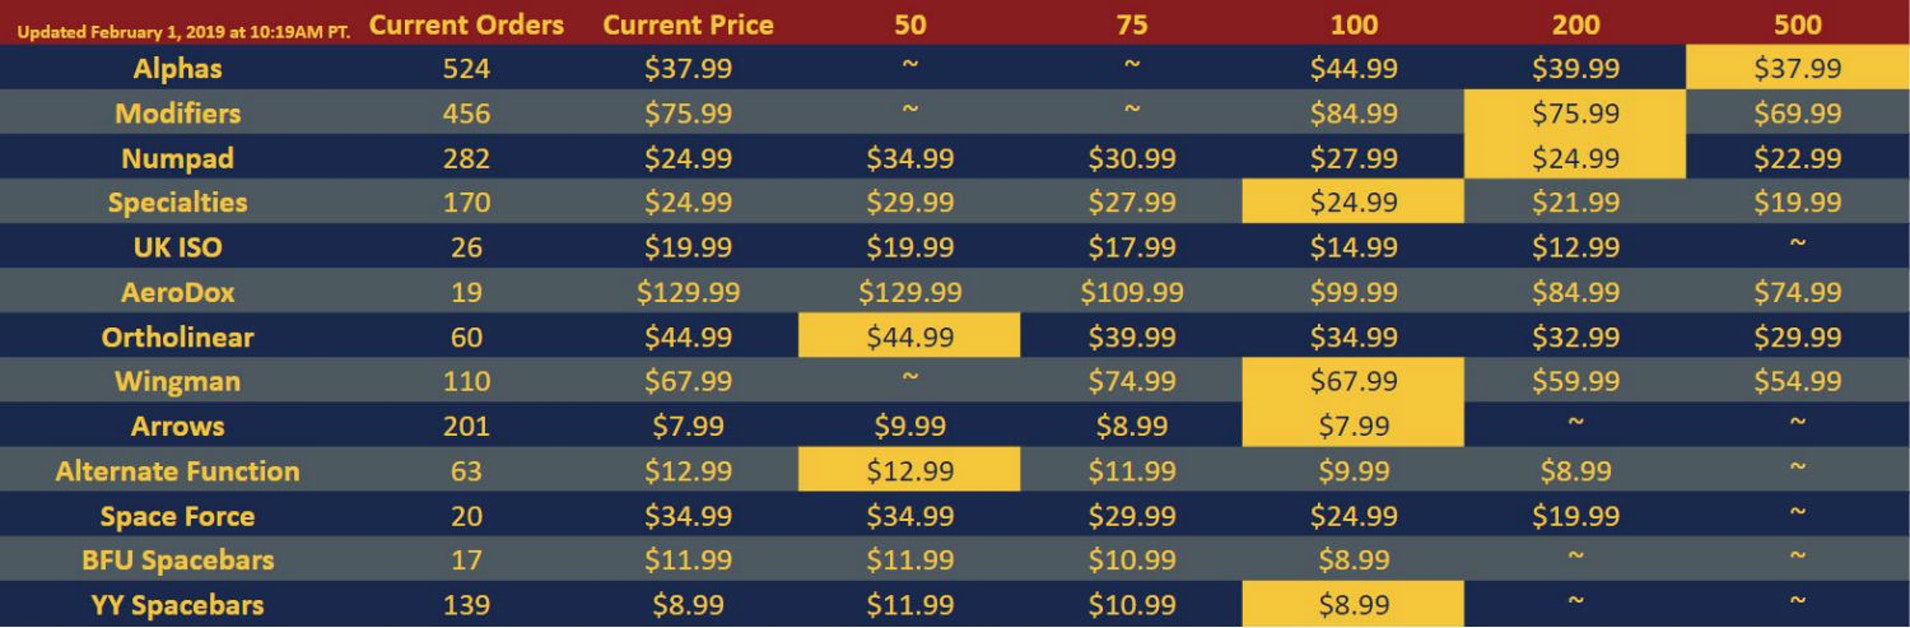 Updated February 1, 2019 at 10:19AM PT. Current Orders Current Price 50 75 100 200 500
Alphas 524 $37.99 ~ ~ $44.99 $39.99 $37.99
Modifiers 456 $75.99 ~ ~ $84.99 $75.99 $69.99
Numpad 282 $24.99 $34.99 $30.99 $27.99 $24.99 $22.99
Specialties 170 $24.99 $29.99 $27.99 $24.99 $21.99 $19.99
UK ISO 26 $19.99 $19.99 $17.99 $14.99 $12.99 ~
AeroDox 19 $129.99 $129.99 $109.99 $99.99 $84.99 $74.99
Ortholinear 60 $44.99 $44.99 $39.99 $34.99 $32.99 $29.99
Wingman 110 $67.99 ~ $74.99 $67.99 $59.99 $54.99
Arrows 201 $7.99 $9.99 $8.99 $7.99 ~ ~
Alternate Function 63 $12.99 $12.99 $11.99 $9.99 $8.99 ~
Space Force 20 $34.99 $34.99 $29.99 $24.99 $19.99 ~
BFU Spacebars 17 $11.99 $11.99 $10.99 $8.99 ~ ~
YY Spacebars 139 $8.99 $11.99 $10.99 $8.99 ~ ~